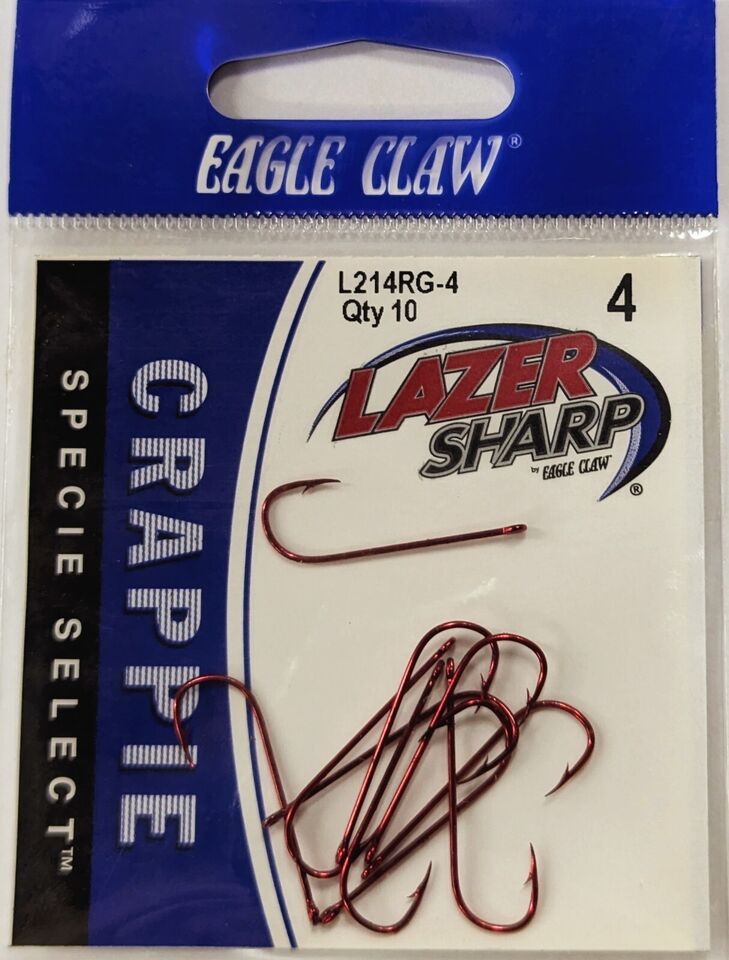 EAGLE CLAW®
L214RG-4
Qty 10
4
LAZER
SHARP
by EAGLE CLAW
®
CRAPPIE
SPECIE SELECT™